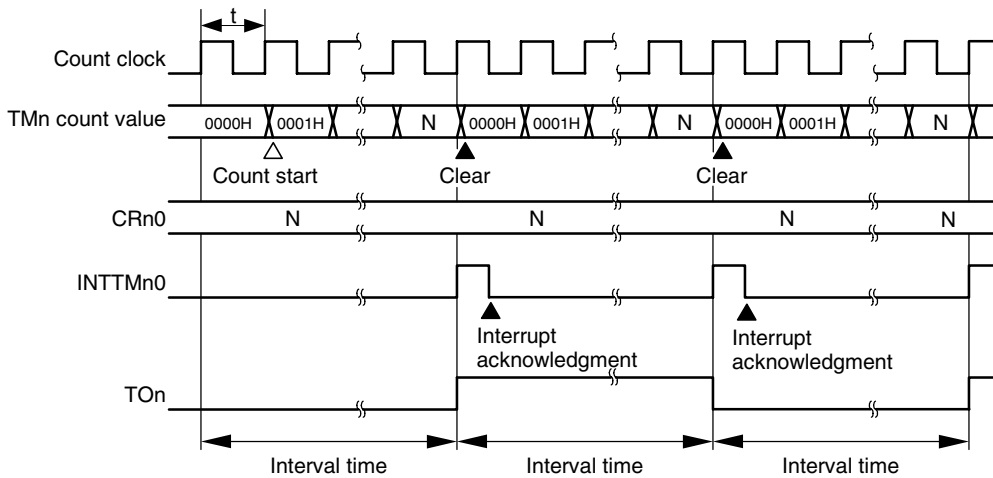 t
Count clock
TMn count value
0000H 0001H N 0000H 0001H N 0000H 0001H N
Count start Clear Clear
CRn0 N N N N
INTTMn0
Interrupt
acknowledgment
Interrupt
acknowledgment
TOn
Interval time Interval time Interval time